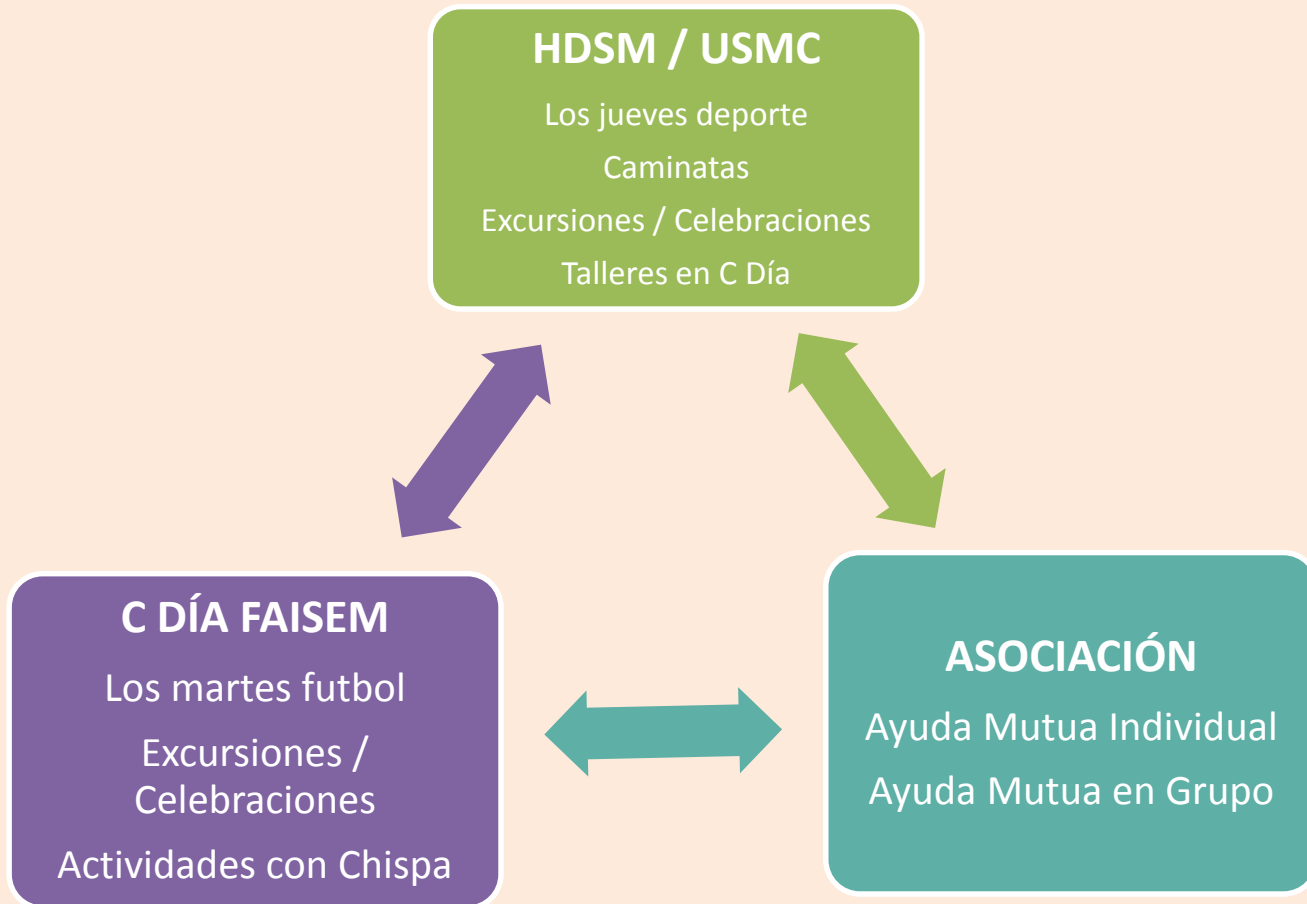 HDSM / USMC
Los jueves deporte
Caminatas
Excursiones / Celebraciones
Talleres en C Día
C DÍA FAISEM
Los martes futbol
Excursiones /
Celebraciones
Actividades con Chispa
ASOCIACIÓN
Ayuda Mutua Individual
Ayuda Mutua en Grupo